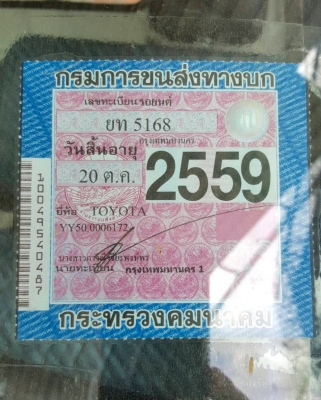 กรมการขนส่งทางบก
เลขทะเบียนรถยนต์
ยท 5168
กรุงเทพมหานคร
วันสิ้นอายุ
20 ต.ค. 2559
ยี่ห้อ TOYOTA
YY50 0006172
นายทะเบียน กรุงเทพมหานคร 1
กระทรวงคมนาคม
100495404 87